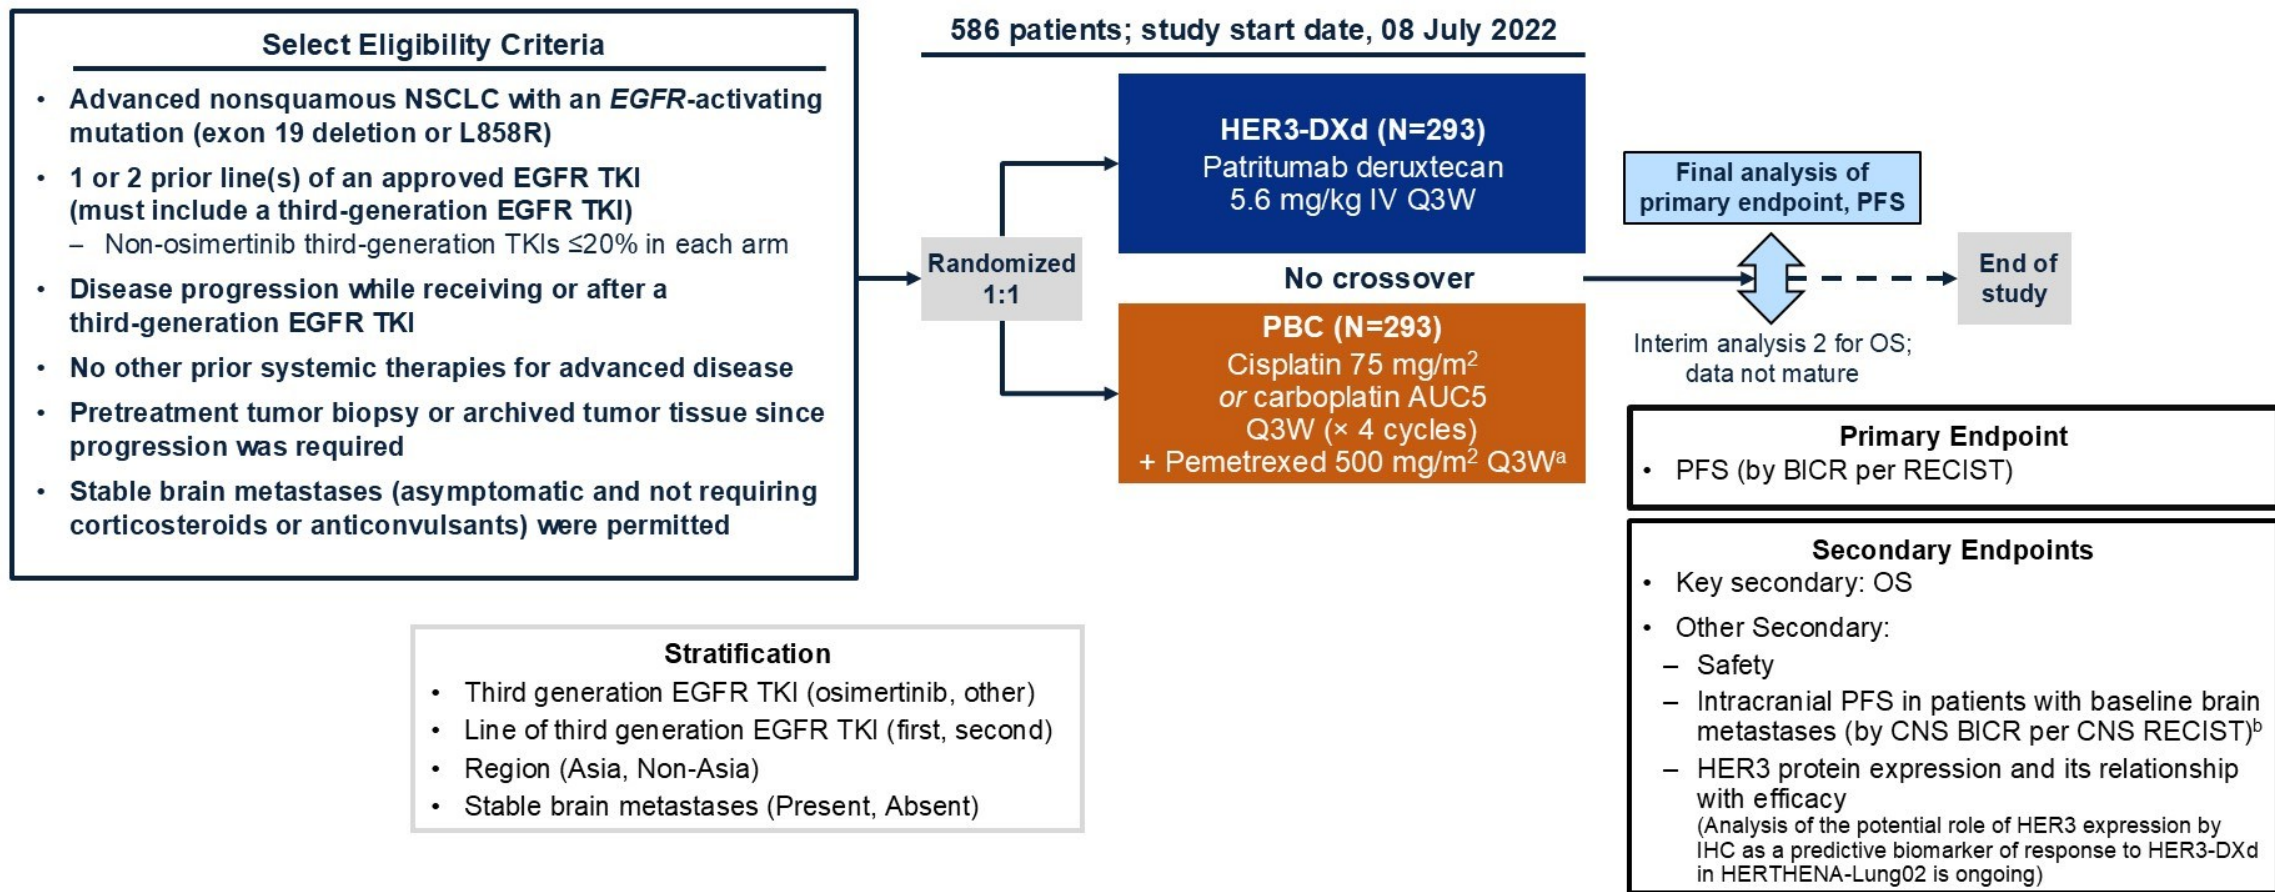 Select Eligibility Criteria
• Advanced nonsquamous NSCLC with an EGFR-activating
mutation (exon 19 deletion or L858R)
• 1 or 2 prior line(s) of an approved EGFR TKI
(must include a third-generation EGFR TKI)
– Non-osimertinib third-generation TKIs ≤20% in each arm
• Disease progression while receiving or after a
third-generation EGFR TKI
• No other prior systemic therapies for advanced disease
• Pretreatment tumor biopsy or archived tumor tissue since
progression was required
• Stable brain metastases (asymptomatic and not requiring
corticosteroids or anticonvulsants) were permitted
586 patients; study start date, 08 July 2022
Randomized
1:1
HER3-DXd (N=293)
Patritumab deruxtecan
5.6 mg/kg IV Q3W
No crossover
PBC (N=293)
Cisplatin 75 mg/m²
or carboplatin AUC5
Q3W (× 4 cycles)
+ Pemetrexed 500 mg/m² Q3Wᵃ
Final analysis of
primary endpoint, PFS
Interim analysis 2 for OS;
data not mature
End of
study
Stratification
• Third generation EGFR TKI (osimertinib, other)
• Line of third generation EGFR TKI (first, second)
• Region (Asia, Non-Asia)
• Stable brain metastases (Present, Absent)
Primary Endpoint
• PFS (by BICR per RECIST)
Secondary Endpoints
• Key secondary: OS
• Other Secondary:
– Safety
– Intracranial PFS in patients with baseline brain
metastases (by CNS BICR per CNS RECIST)ᵇ
– HER3 protein expression and its relationship
with efficacy
(Analysis of the potential role of HER3 expression by
IHC as a predictive biomarker of response to HER3-DXd
in HERTHENA-Lung02 is ongoing)